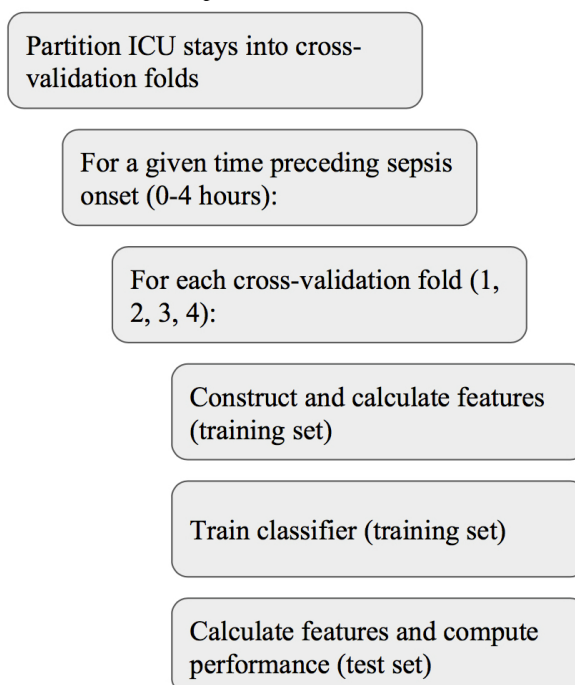 Partition ICU stays into cross-
validation folds
For a given time preceding sepsis
onset (0-4 hours):
For each cross-validation fold (1,
2, 3, 4):
Construct and calculate features
(training set)
Train classifier (training set)
Calculate features and compute
performance (test set)